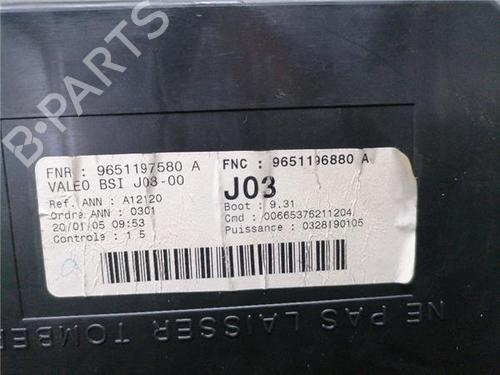 B-PARTS
FNR : 9651197580 A
VALEO BSI J03-00
Ref. ANN : A12120
Ordre ANN : 0301
20/01/05 09:53
Controle : 1 5
FNC : 9651196880 A
J03
Boot : 9.31
Cmd : 00665376211204
Puissance : 0328190105
NE PAS LAISSER TOMBER